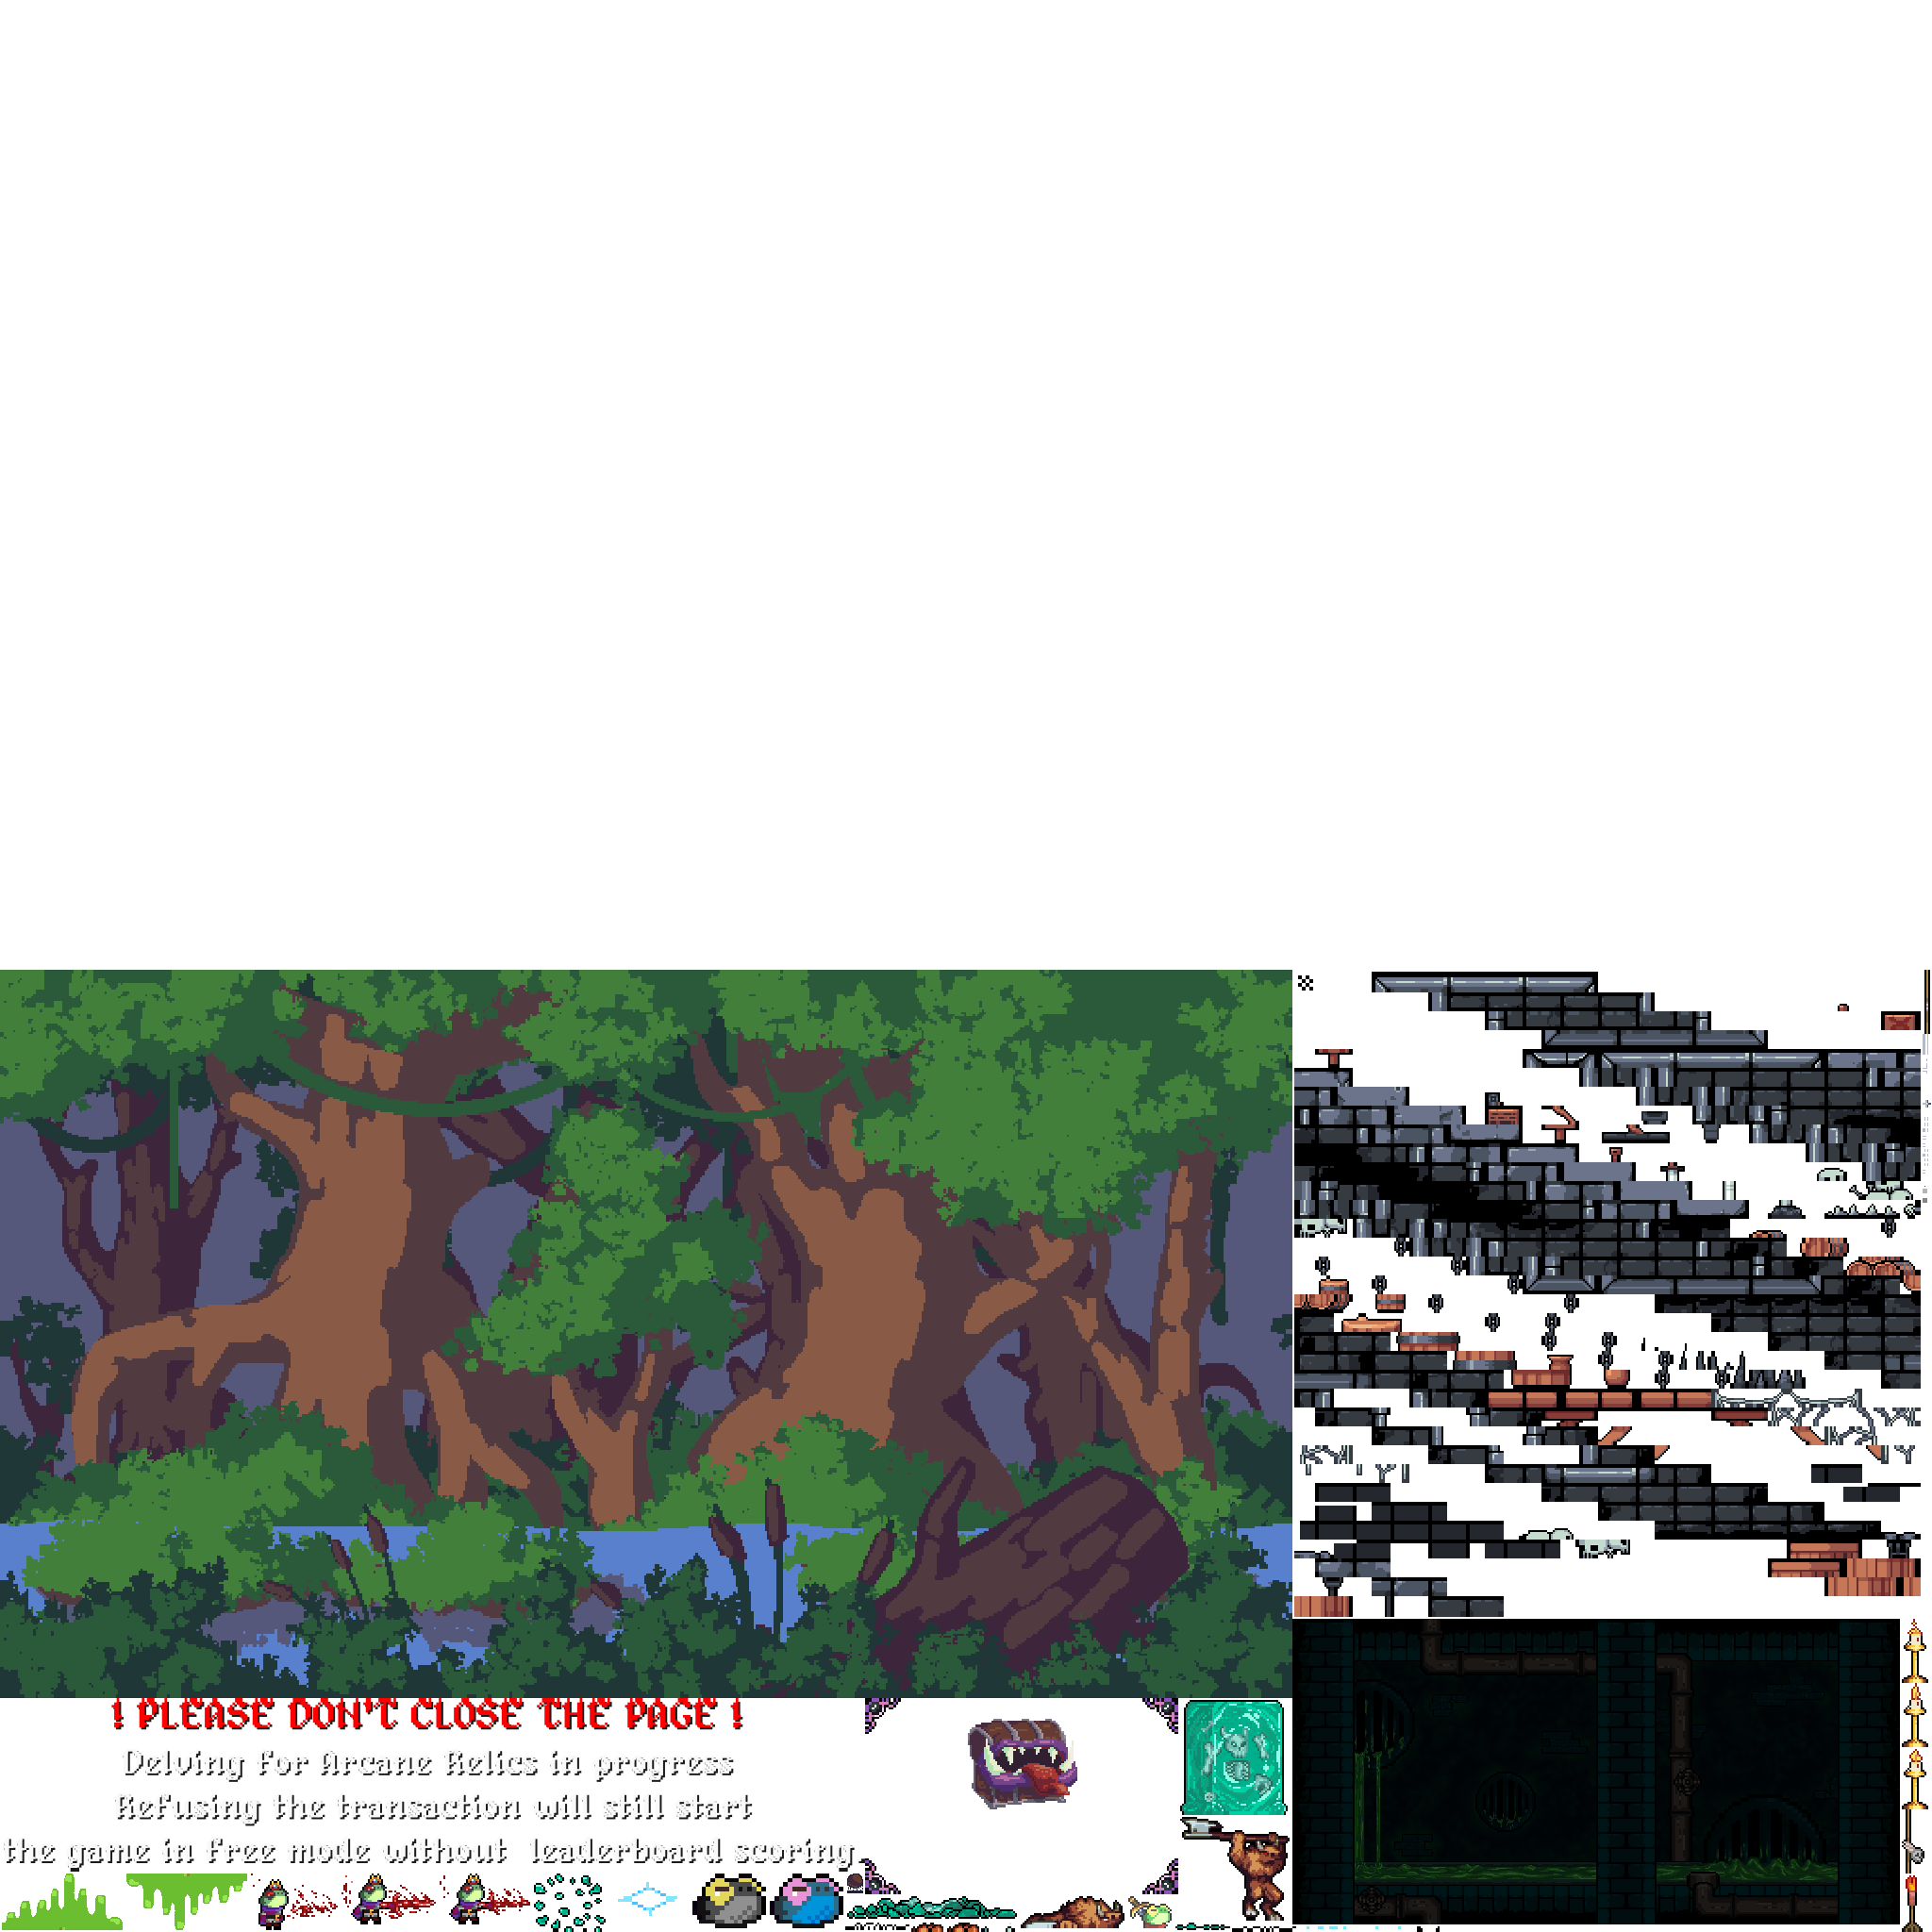 ! PLEASE DON'T CLOSE THE PAGE !
Delving for Arcane Relics in progress
Refusing the transaction will still start
the game in free mode without leaderboard scoring